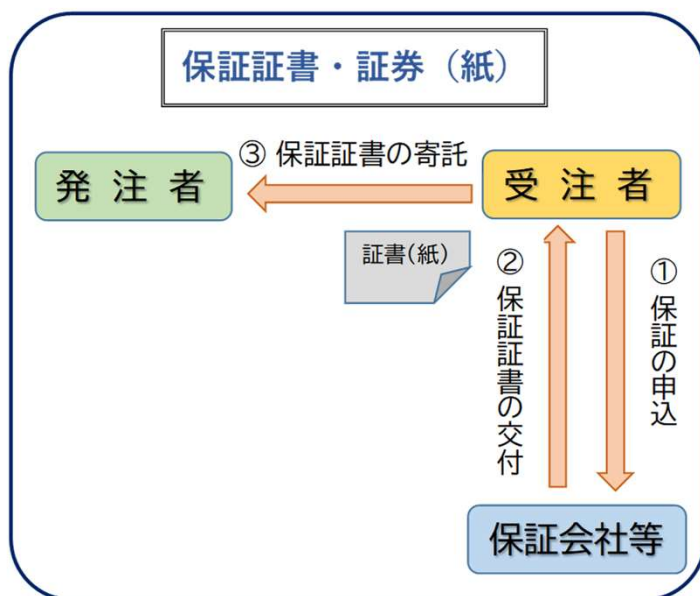 保証証書・証券（紙）
③ 保証証書の寄託
発 注 者
受 注 者
証書(紙)
② 保証証書の交付
① 保証の申込
保証会社等